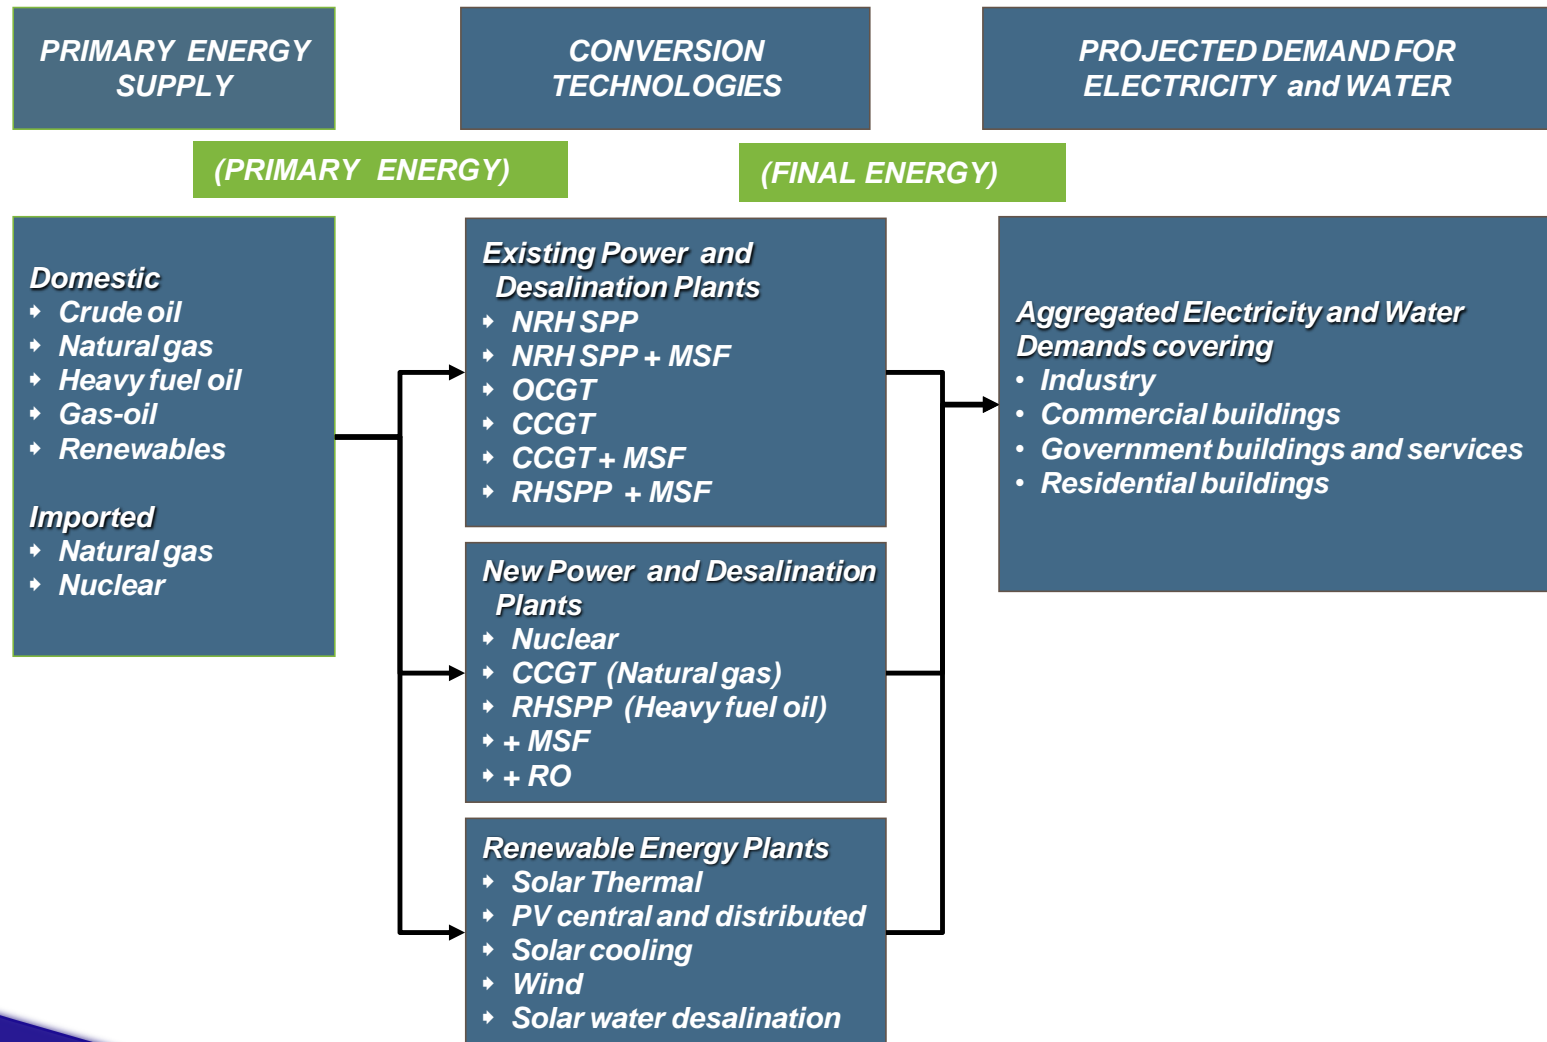 PRIMARY ENERGY
SUPPLY
CONVERSION
TECHNOLOGIES
PROJECTED DEMAND FOR
ELECTRICITY and WATER
(PRIMARY ENERGY)
(FINAL ENERGY)
Domestic
Crude oil
Natural gas
Heavy fuel oil
Gas-oil
Renewables
Imported
Natural gas
Nuclear
Existing Power and
Desalination Plants
NRH SPP
NRH SPP + MSF
OCGT
CCGT
CCGT + MSF
RHSPP + MSF
New Power and Desalination
Plants
Nuclear
CCGT (Natural gas)
RHSPP (Heavy fuel oil)
+ MSF
+ RO
Renewable Energy Plants
Solar Thermal
PV central and distributed
Solar cooling
Wind
Solar water desalination
Aggregated Electricity and Water
Demands covering
• Industry
• Commercial buildings
• Government buildings and services
• Residential buildings